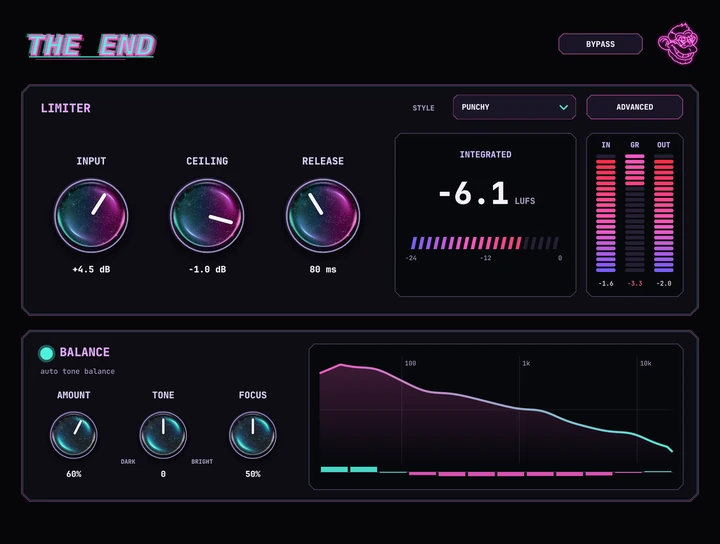 THE END
BYPASS
LIMITER
STYLE
PUNCHY
ADVANCED
INPUT
CEILING
RELEASE
+4.5 dB
-1.0 dB
80 ms
INTEGRATED
-6.1 LUFS
-24
-12
0
IN
GR
OUT
-1.6
-3.3
-2.0
BALANCE
auto tone balance
AMOUNT
TONE
FOCUS
DARK
BRIGHT
60%
0
50%
100
1k
10k